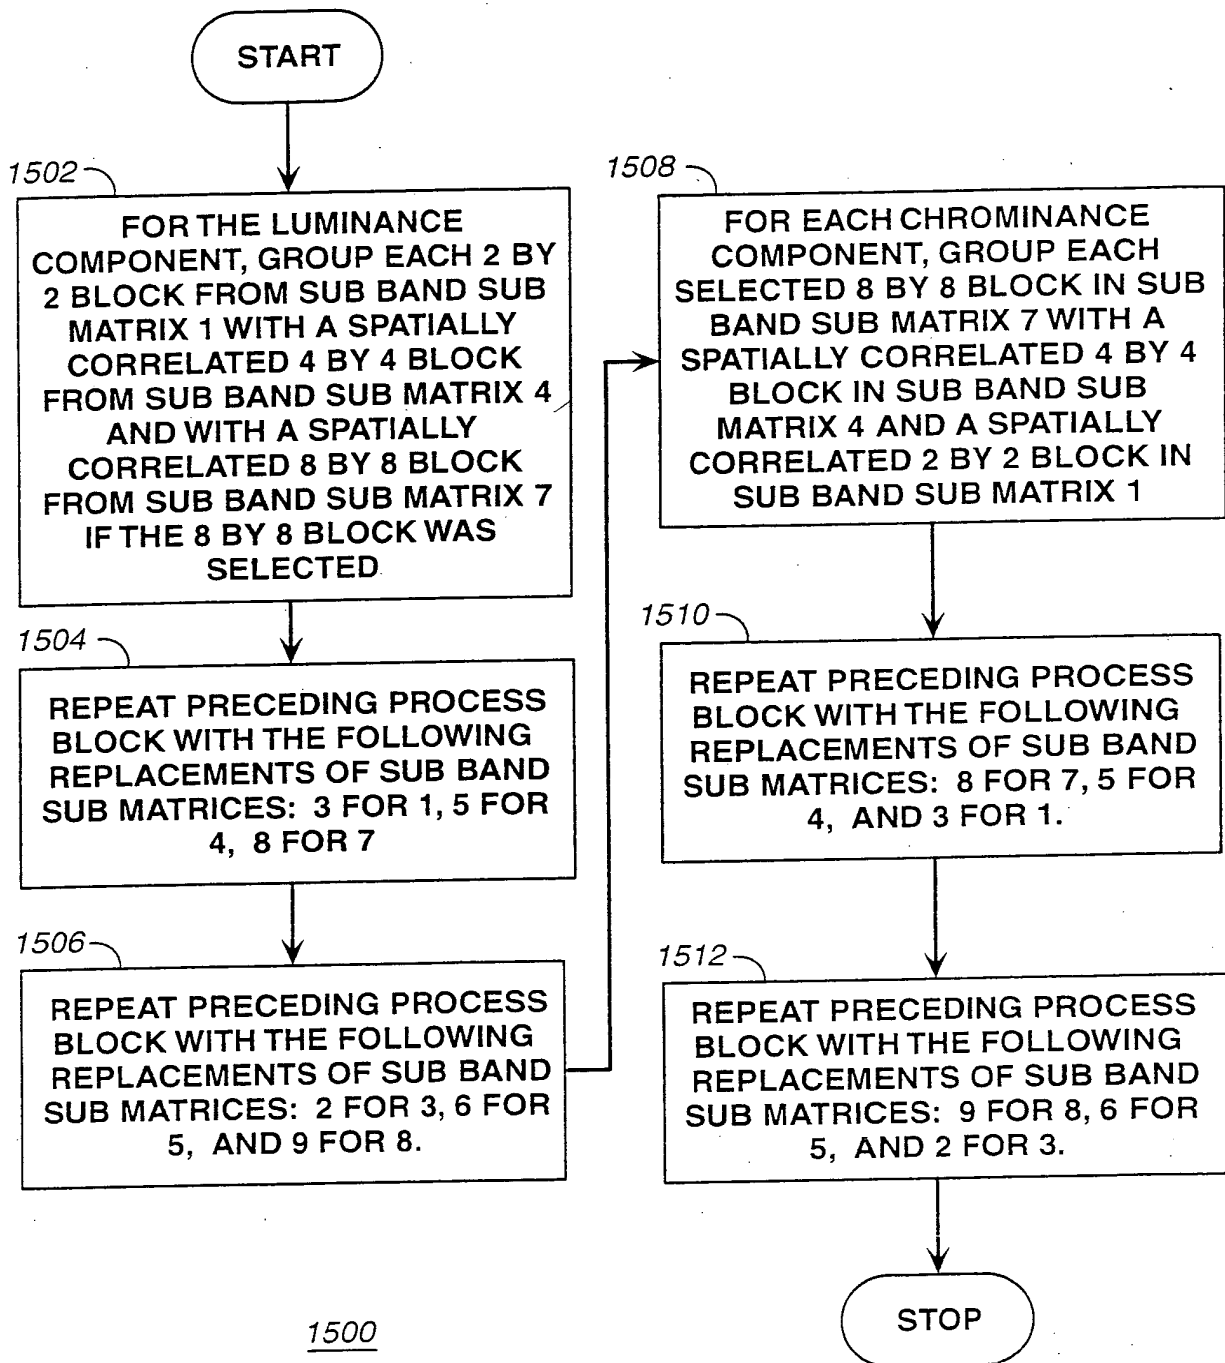 START
1502
FOR THE LUMINANCE
COMPONENT, GROUP EACH 2 BY
2 BLOCK FROM SUB BAND SUB
MATRIX 1 WITH A SPATIALLY
CORRELATED 4 BY 4 BLOCK
FROM SUB BAND SUB MATRIX 4
AND WITH A SPATIALLY
CORRELATED 8 BY 8 BLOCK
FROM SUB BAND SUB MATRIX 7
IF THE 8 BY 8 BLOCK WAS
SELECTED
1504
REPEAT PRECEDING PROCESS
BLOCK WITH THE FOLLOWING
REPLACEMENTS OF SUB BAND
SUB MATRICES: 3 FOR 1, 5 FOR
4, 8 FOR 7
1506
REPEAT PRECEDING PROCESS
BLOCK WITH THE FOLLOWING
REPLACEMENTS OF SUB BAND
SUB MATRICES: 2 FOR 3, 6 FOR
5, AND 9 FOR 8.
1508
FOR EACH CHROMINANCE
COMPONENT, GROUP EACH
SELECTED 8 BY 8 BLOCK IN SUB
BAND SUB MATRIX 7 WITH A
SPATIALLY CORRELATED 4 BY 4
BLOCK IN SUB BAND SUB
MATRIX 4 AND A SPATIALLY
CORRELATED 2 BY 2 BLOCK IN
SUB BAND SUB MATRIX 1
1510
REPEAT PRECEDING PROCESS
BLOCK WITH THE FOLLOWING
REPLACEMENTS OF SUB BAND
SUB MATRICES: 8 FOR 7, 5 FOR
4, AND 3 FOR 1.
1512
REPEAT PRECEDING PROCESS
BLOCK WITH THE FOLLOWING
REPLACEMENTS OF SUB BAND
SUB MATRICES: 9 FOR 8, 6 FOR
5, AND 2 FOR 3.
STOP
1500